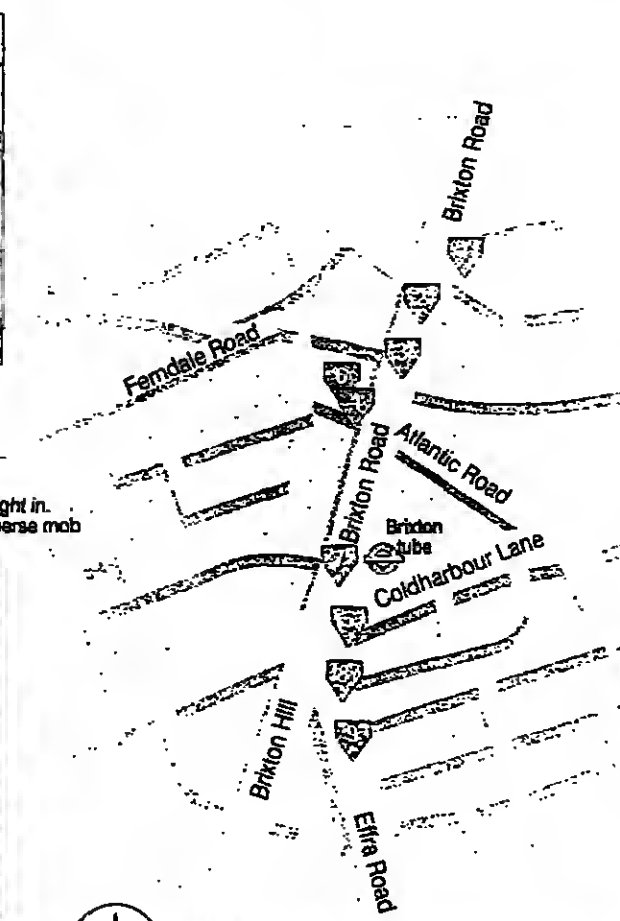 Brixton Road
Ferndale Road
Brixton Road
Atlantic Road
ght in.
erse mob
Brixton
tube
Coldharbour Lane
Brixton Hill
Effra Road